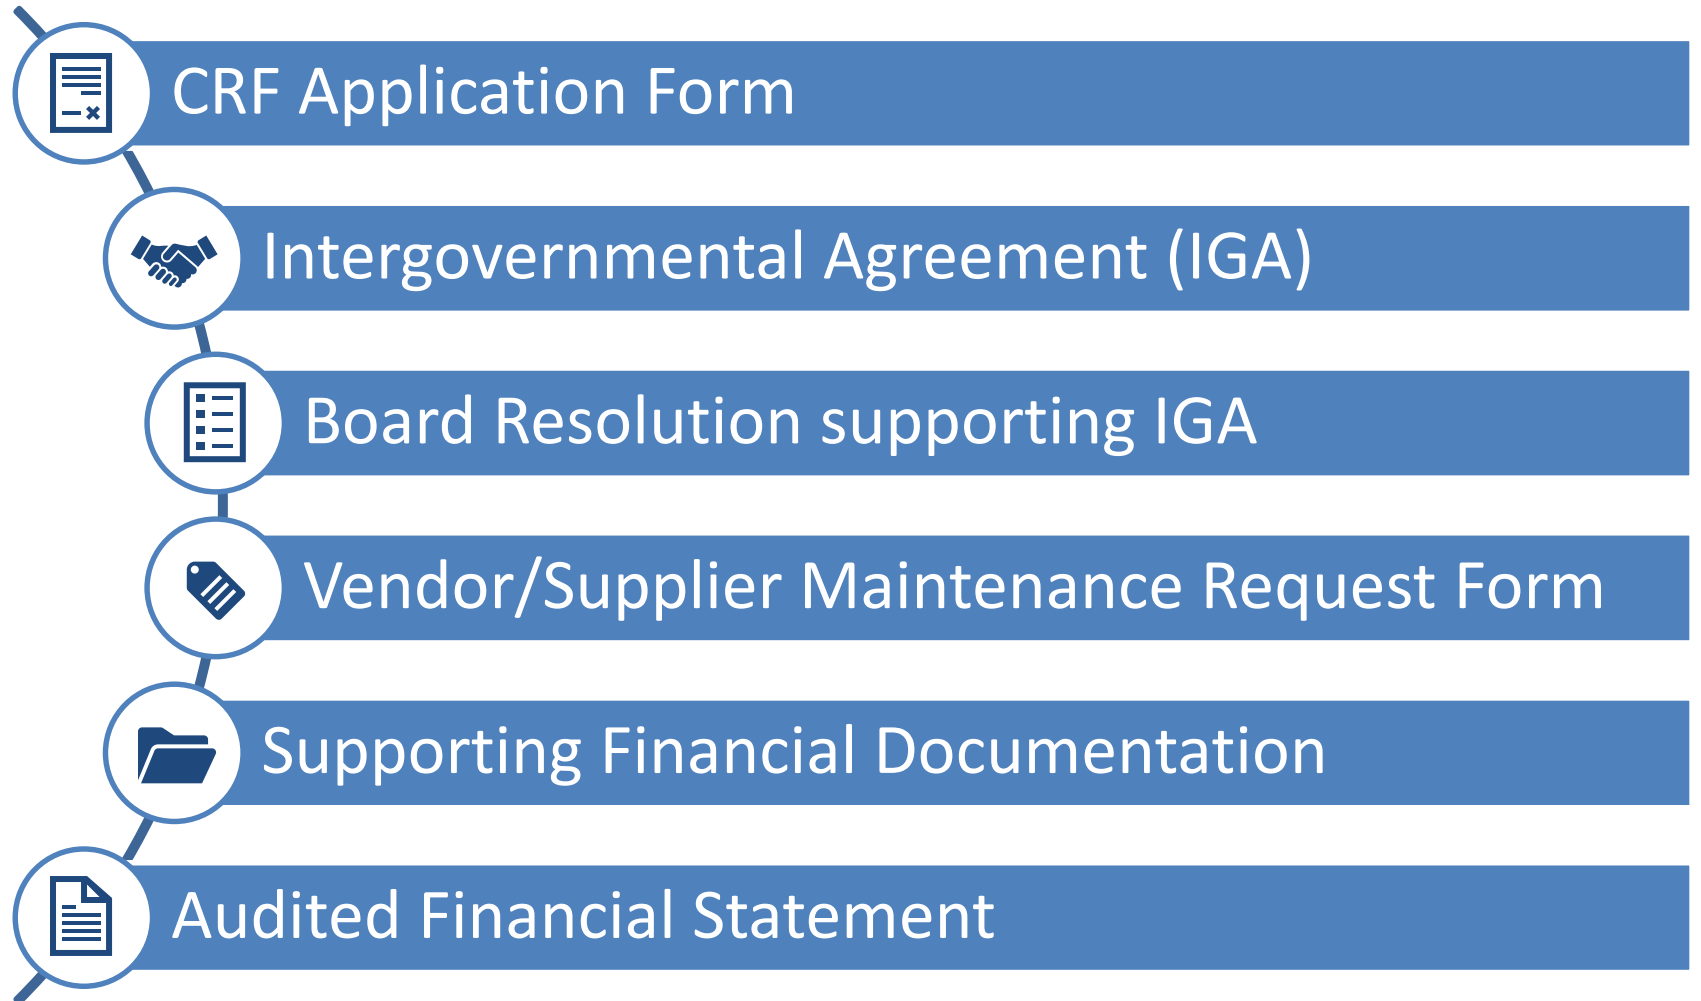 CRF Application Form
Intergovernmental Agreement (IGA)
Board Resolution supporting IGA
Vendor/Supplier Maintenance Request Form
Supporting Financial Documentation
Audited Financial Statement